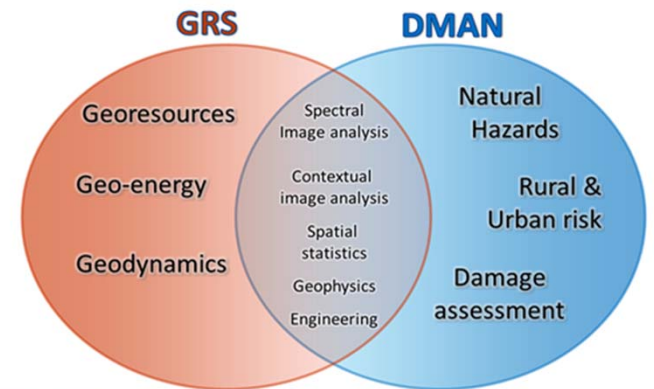 GRS
DMAN
Georesources
Geo-energy
Geodynamics
Spectral
Image analysis
Contextual
image analysis
Spatial
statistics
Geophysics
Engineering
Natural
Hazards
Rural &
Urban risk
Damage
assessment